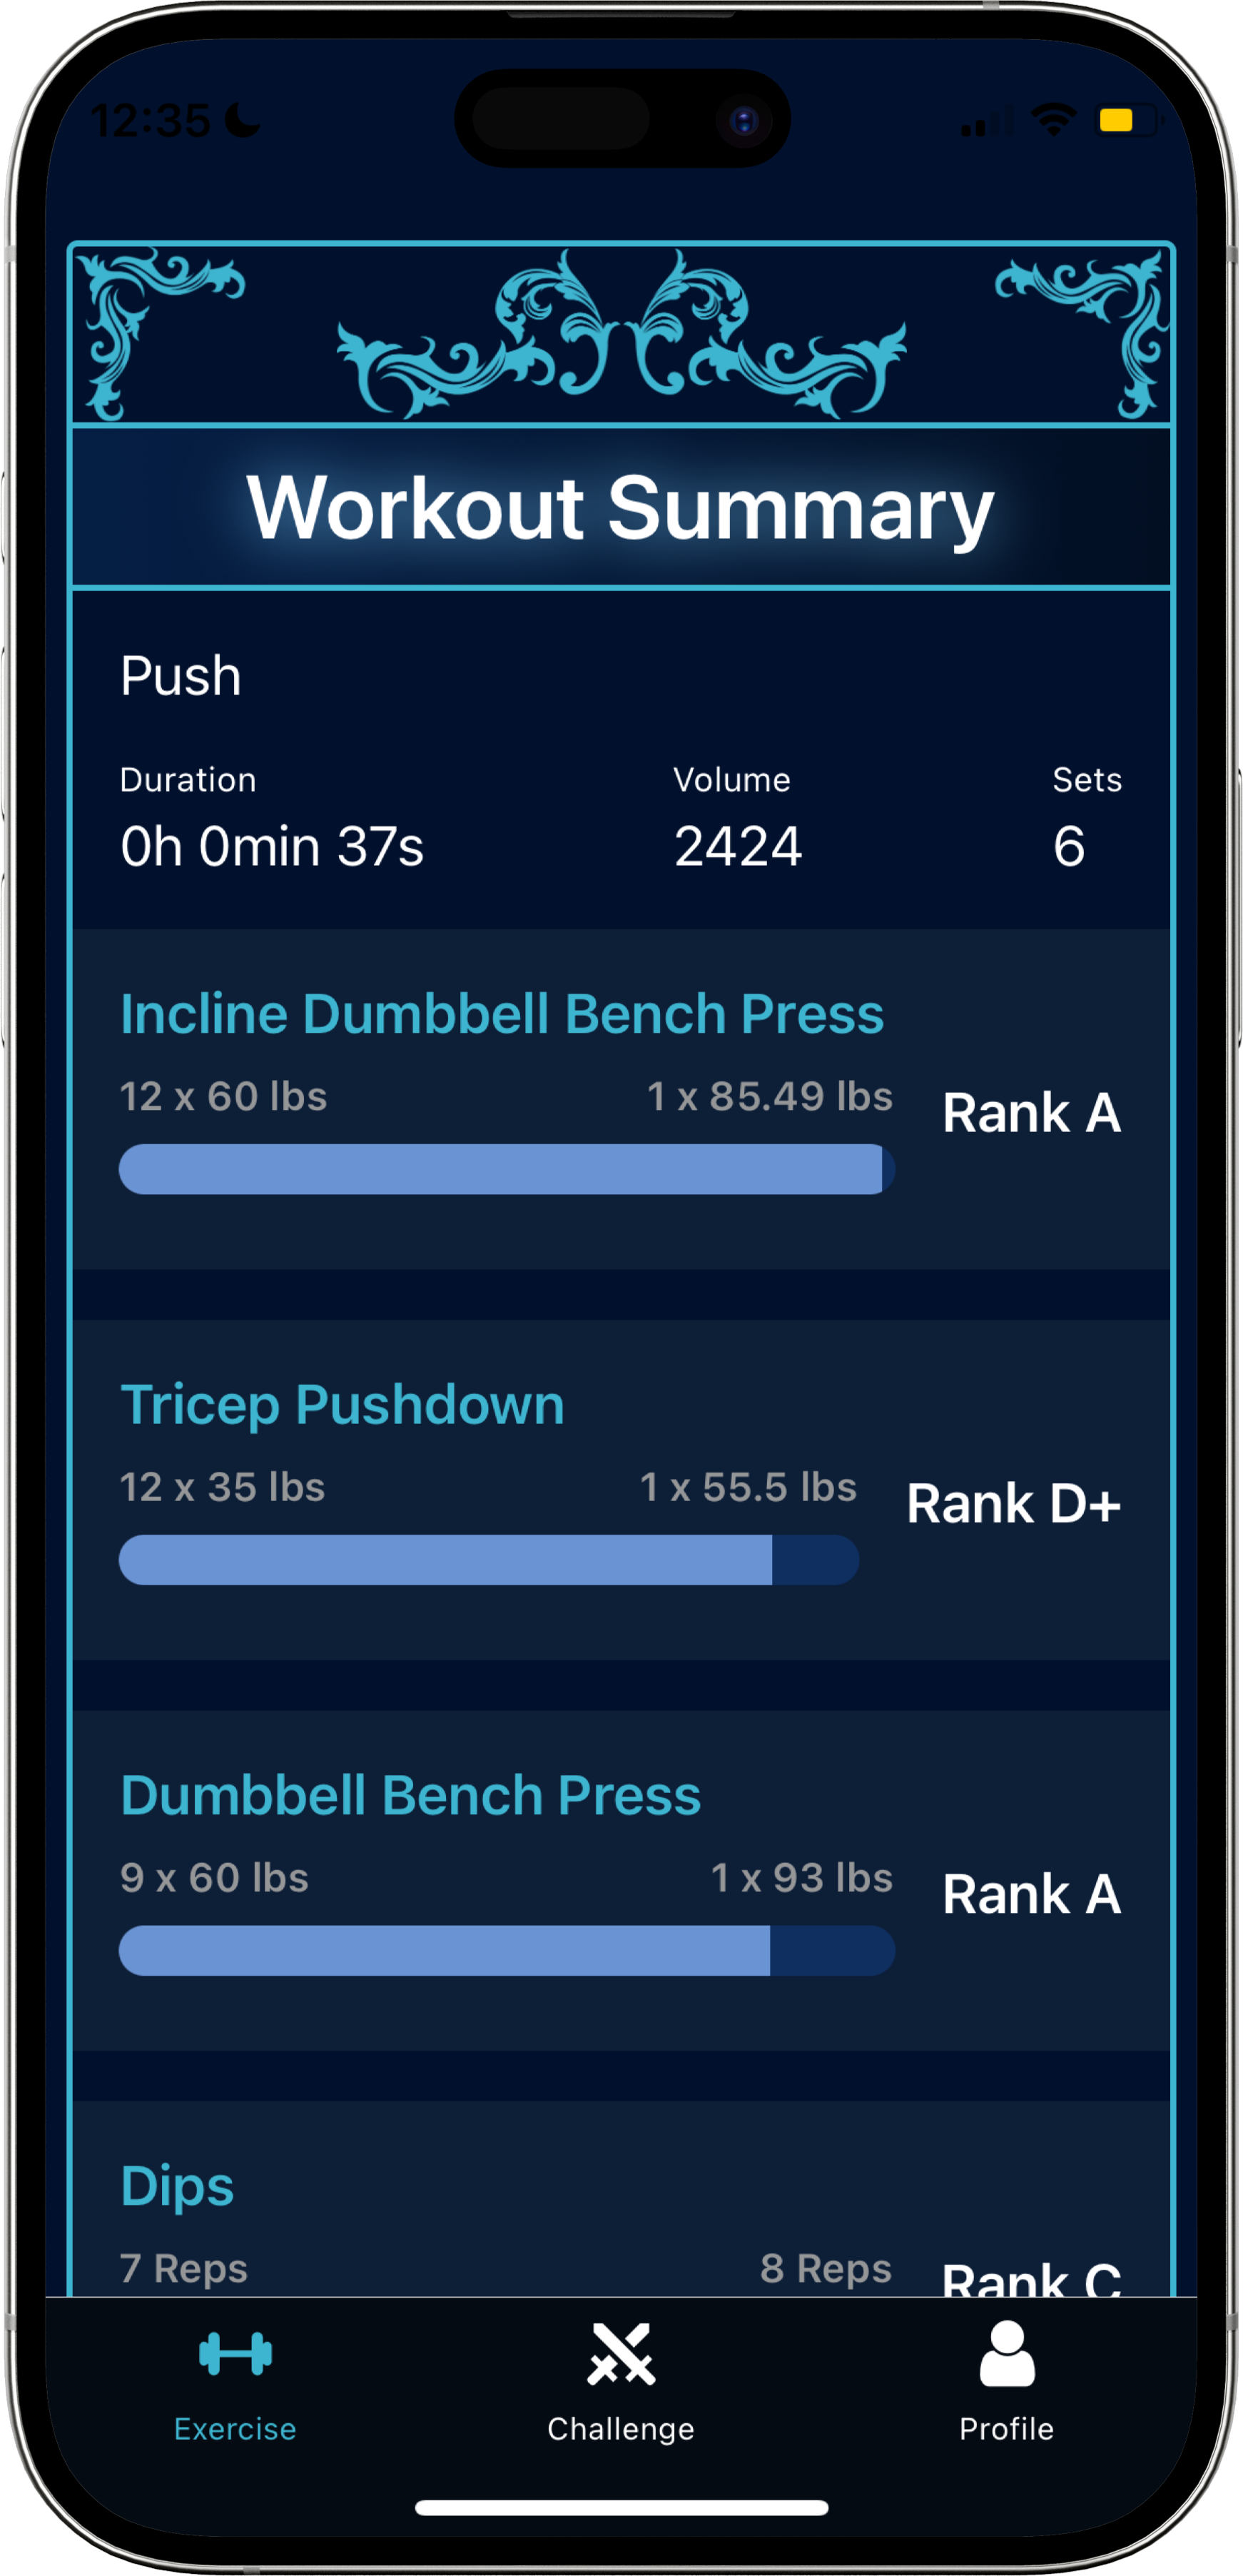 12:35
Workout Summary
Push
Duration Volume Sets
0h 0min 37s 2424 6
Incline Dumbbell Bench Press
12 x 60 lbs 1 x 85.49 lbs Rank A
Tricep Pushdown
12 x 35 lbs 1 x 55.5 lbs Rank D+
Dumbbell Bench Press
9 x 60 lbs 1 x 93 lbs Rank A
Dips
7 Reps 8 Reps Rank C
Exercise Challenge Profile